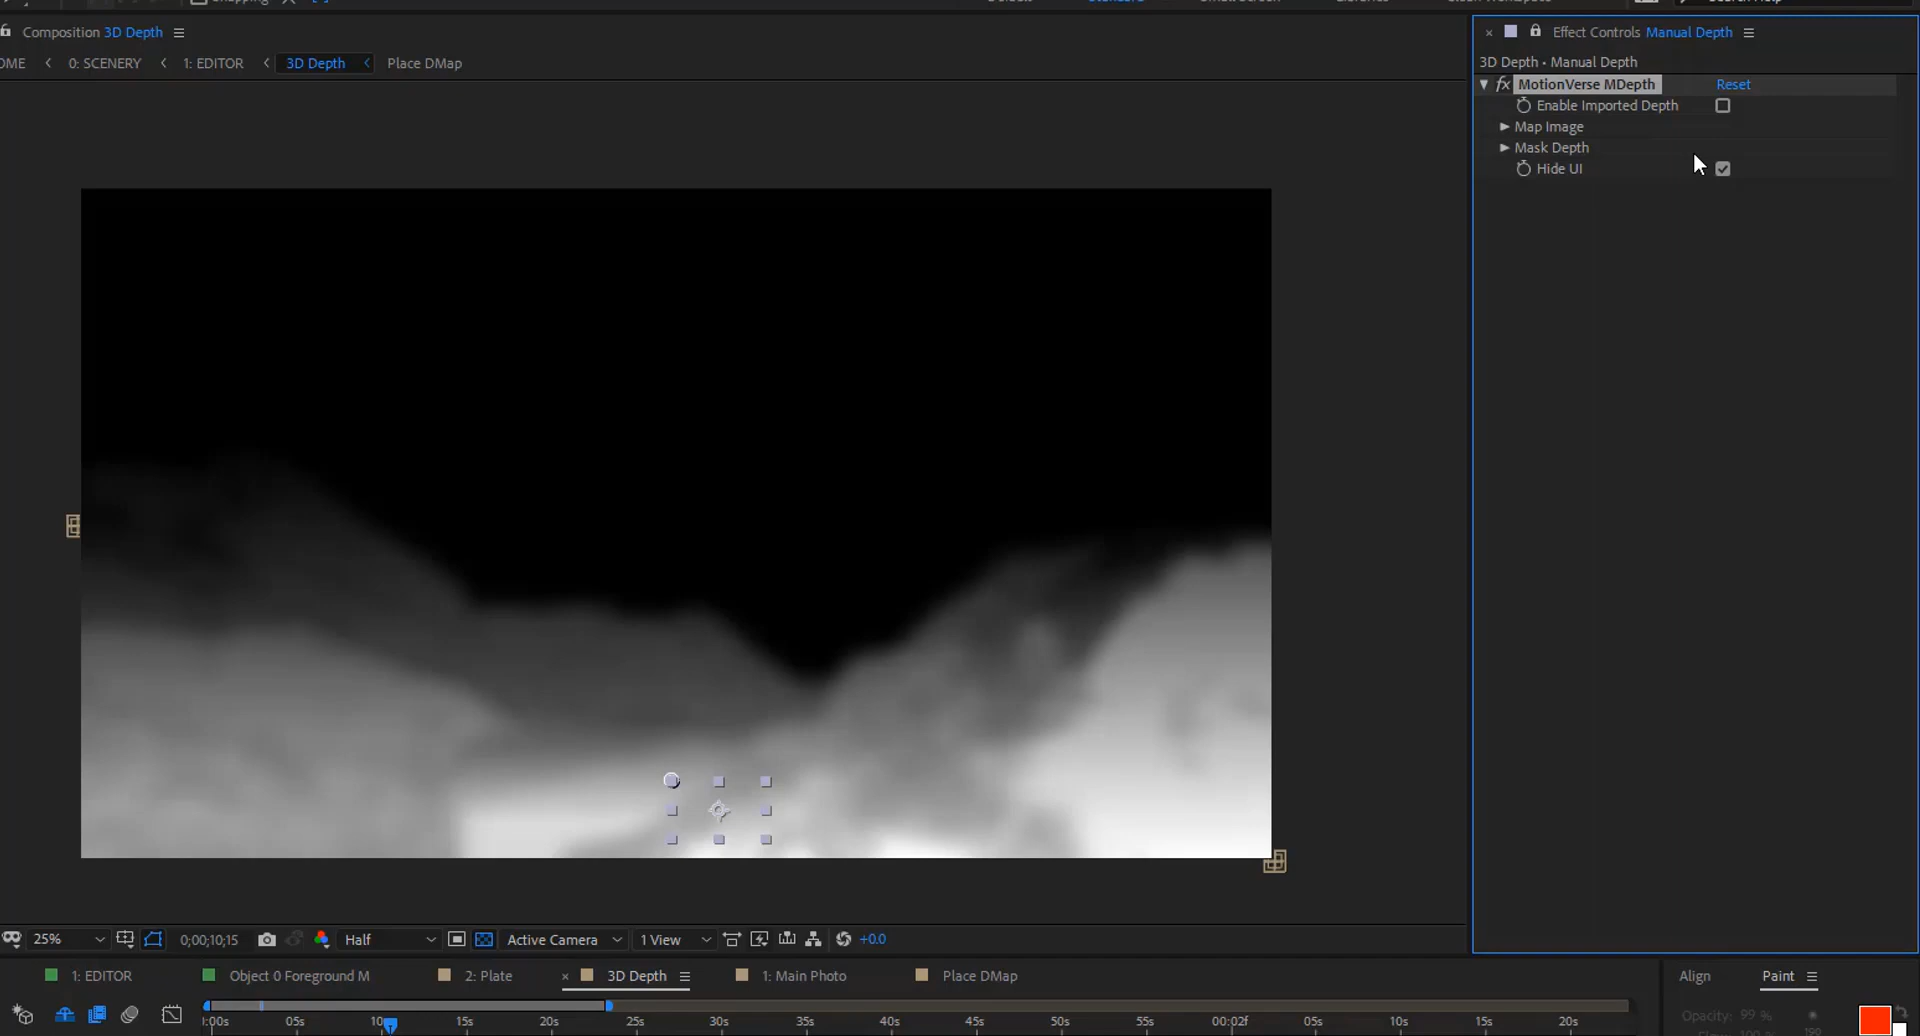 Composition 3D Depth
Effect Controls Manual Depth
OME
0: SCENERY
1: EDITOR
3D Depth
Place DMap
3D Depth • Manual Depth
fx MotionVerse MDepth
Reset
Enable Imported Depth
Map Image
Mask Depth
Hide UI
25%
0;00;10;15
Half
Active Camera
1 View
+0.0
1: EDITOR
Object 0 Foreground M
2: Plate
× 3D Depth
1: Main Photo
Place DMap
Align
Paint
:00s
05s
10
15s
20s
25s
30s
35s
40s
45s
50s
55s
00:02f
05s
10s
15s
20s
Opacity: 99 %